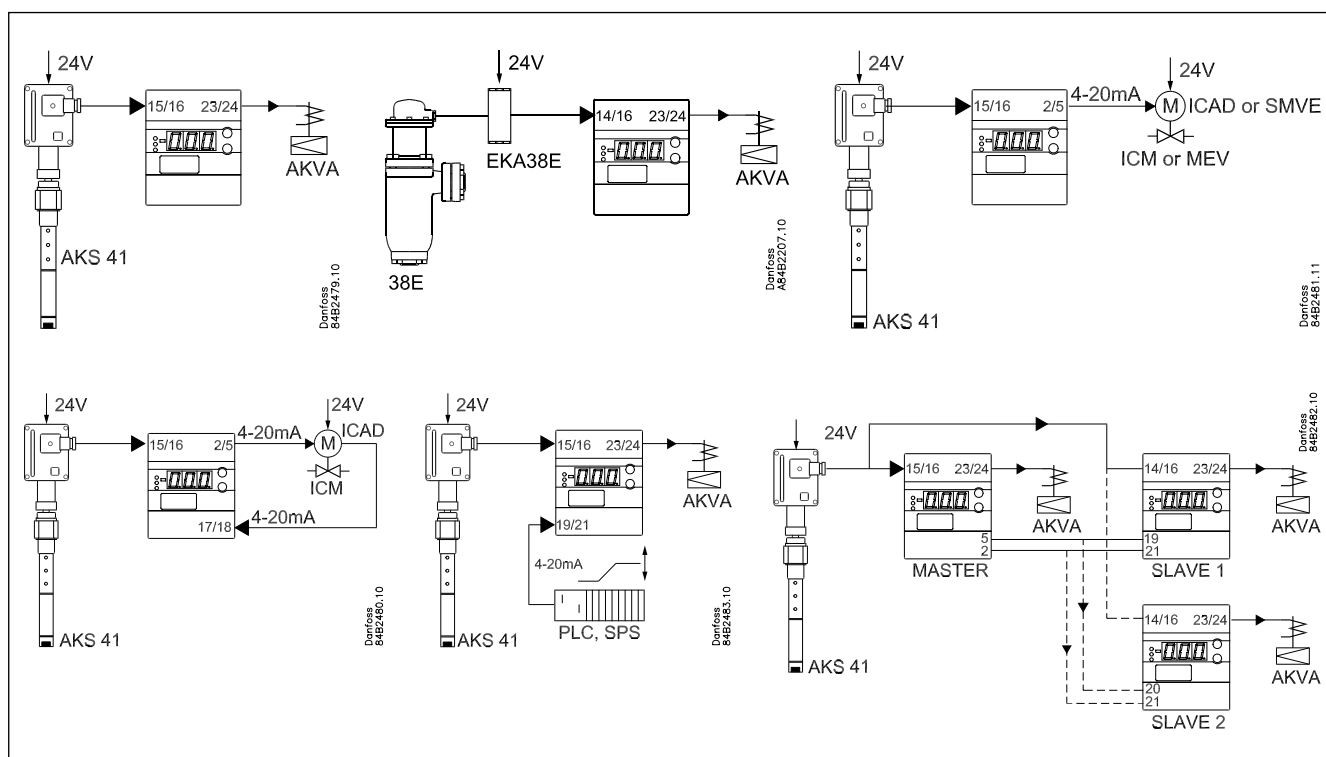 24V
15/16 23/24
AKVA
AKS 41
Danfoss
84B2479.10
24V
EKA38E
14/16 23/24
AKVA
38E
Danfoss
A84B2207.10
24V
15/16 2/5
4-20mA
24V
M
ICAD or SMVE
ICM or MEV
AKS 41
Danfoss
84B2481.11
24V
15/16 2/5
4-20mA
24V
M
ICAD
ICM
17/18
4-20mA
AKS 41
Danfoss
84B2480.10
24V
15/16 23/24
AKVA
19/21
4-20mA
PLC, SPS
AKS 41
Danfoss
84B2483.10
24V
15/16 23/24
AKVA
5
2
MASTER
AKS 41
14/16 23/24
AKVA
19
21
SLAVE 1
14/16 23/24
AKVA
20
21
SLAVE 2
Danfoss
84B2482.10